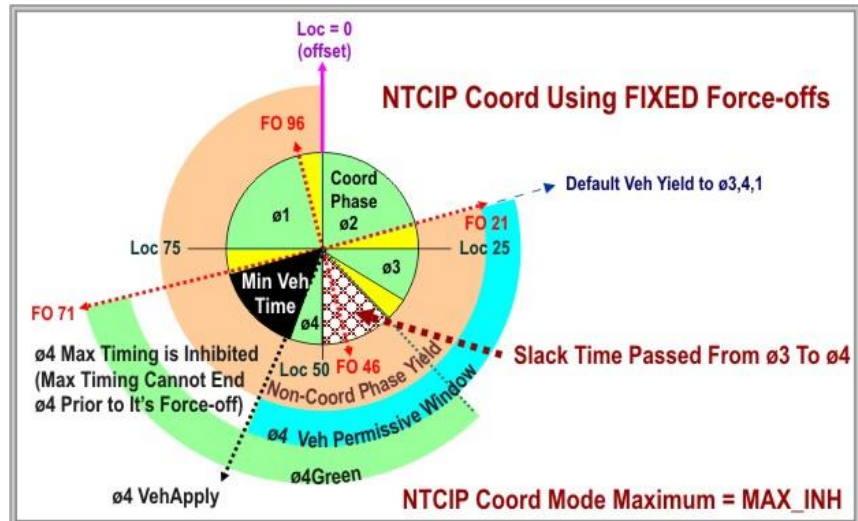 Loc = 0
(offset)
NTCIP Coord Using FIXED Force-offs
FO 96
Coord
Phase
ø2
ø1
Default Veh Yield to ø3,4,1
FO 21
Loc 75
Loc 25
ø3
Min Veh
Time
FO 71
ø4
ø4 Max Timing is Inhibited
(Max Timing Cannot End
ø4 Prior to It's Force-off)
Loc 50
FO 46
Slack Time Passed From ø3 To ø4
Non-Coord Phase Yield
ø4 Veh Permissive Window
ø4Green
ø4 VehApply
NTCIP Coord Mode Maximum = MAX_INH